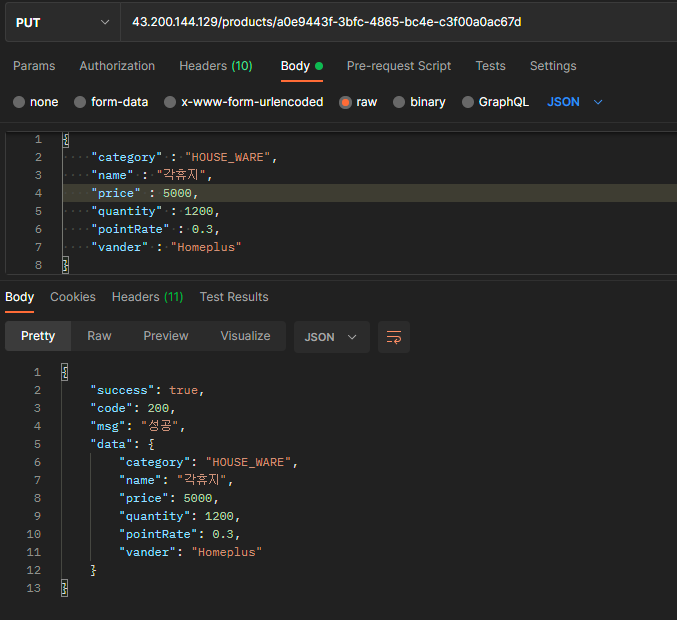 PUT 43.200.144.129/products/a0e9443f-3bfc-4865-bc4e-c3f00a0ac67d
Params Authorization Headers (10) Body Pre-request Script Tests Settings
none form-data x-www-form-urlencoded raw binary GraphQL JSON
1 {
2 "category" : "HOUSE_WARE",
3 "name" : "각휴지",
4 "price" : 5000,
5 "quantity" : 1200,
6 "pointRate" : 0.3,
7 "vander" : "Homeplus"
8 }
Body Cookies Headers (11) Test Results
Pretty Raw Preview Visualize JSON
1 {
2 "success": true,
3 "code": 200,
4 "msg": "성공",
5 "data": {
6 "category": "HOUSE_WARE",
7 "name": "각휴지",
8 "price": 5000,
9 "quantity": 1200,
10 "pointRate": 0.3,
11 "vander": "Homeplus"
12 }
13 }